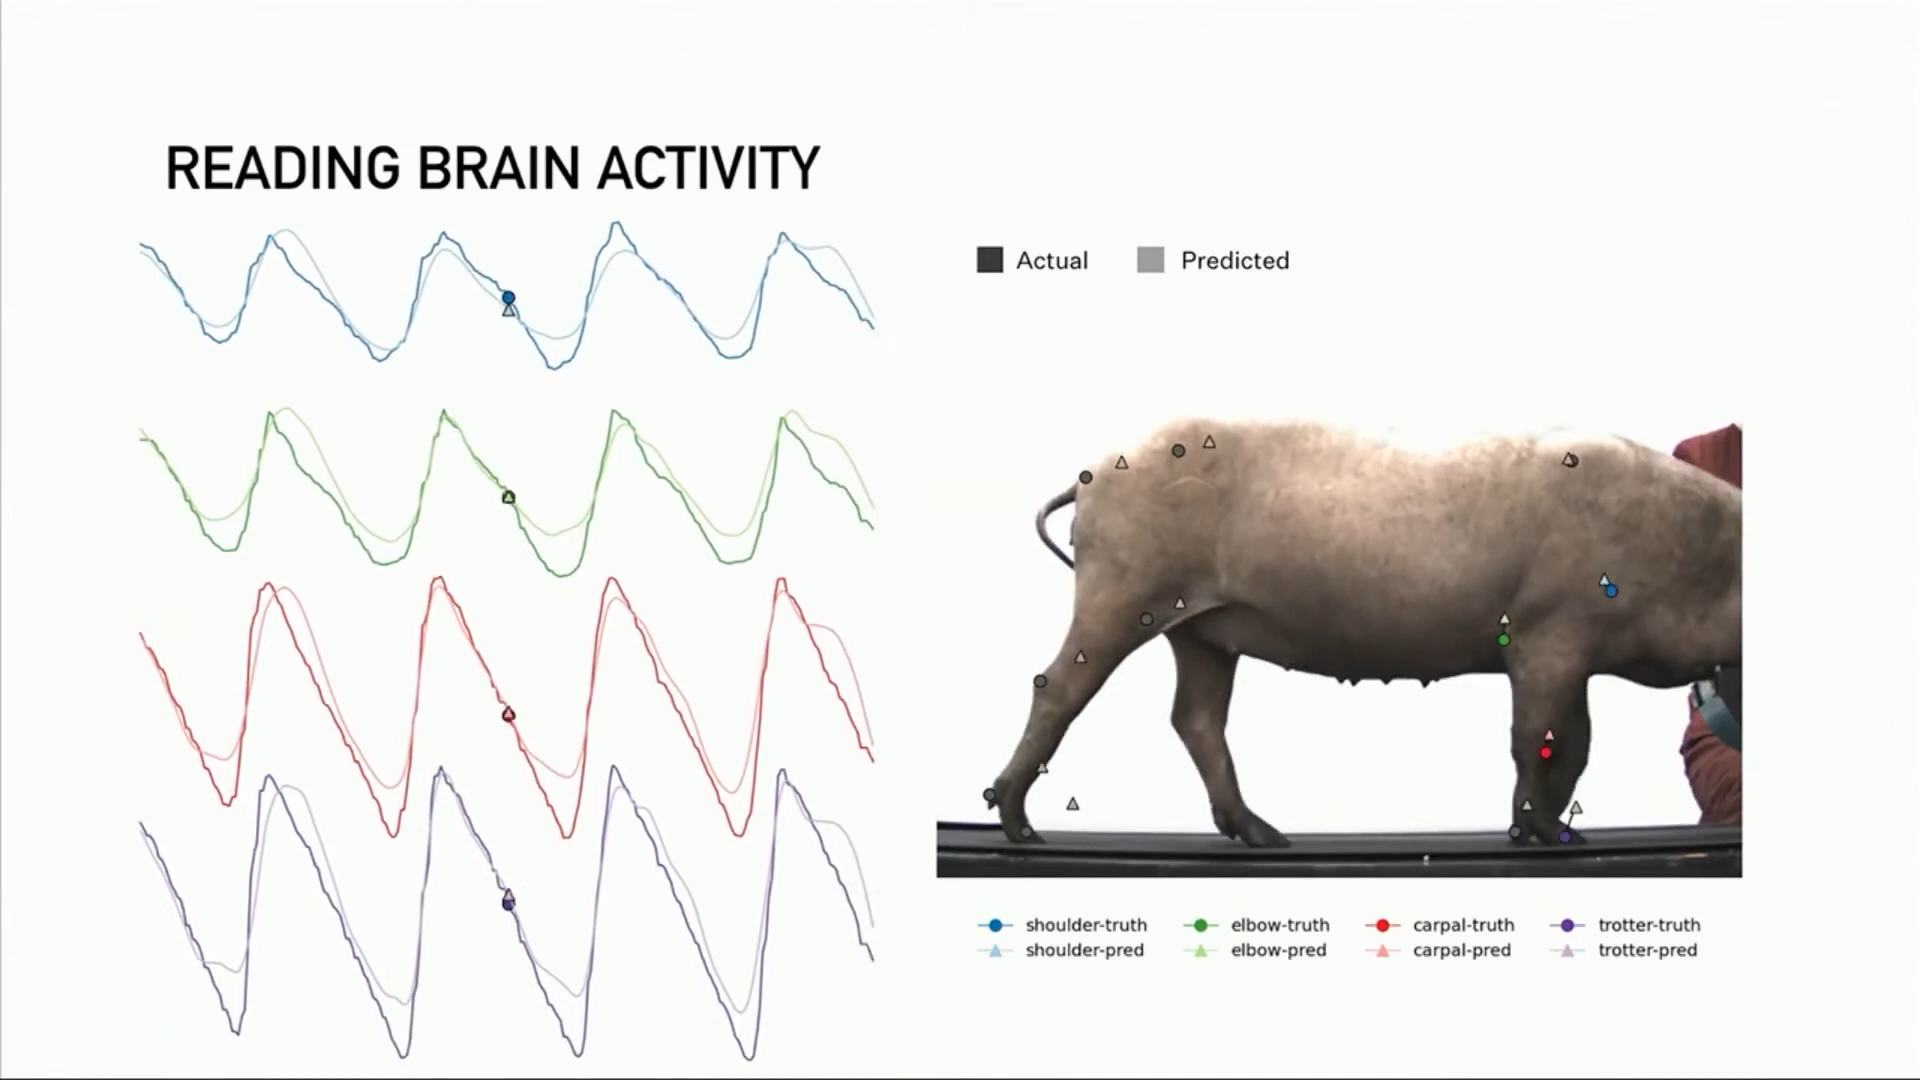 READING BRAIN ACTIVITY
Actual Predicted
shoulder-truth elbow-truth carpal-truth trotter-truth
shoulder-pred elbow-pred carpal-pred trotter-pred